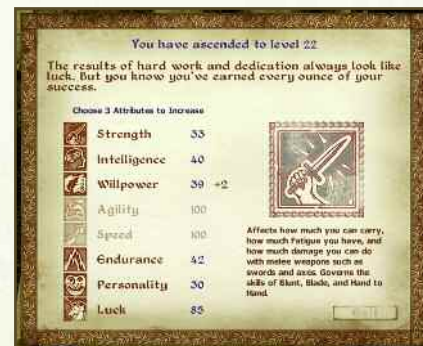 You have ascended to level 22
The results of hard work and dedication always look like
luck. But you know you've earned every ounce of your
success.
Choose 3 Attributes to Increase
Strength 33
Intelligence 40
Willpower 39 +2
Agility 100
Speed 100
Endurance 42
Personality 30
Luck 85
Affects how much you can carry,
how much fatigue you have, and
how much damage you can do
with melee weapons such as
swords and axes. Governs the
skills of Blunt, Blade, and Hand to
Hand.